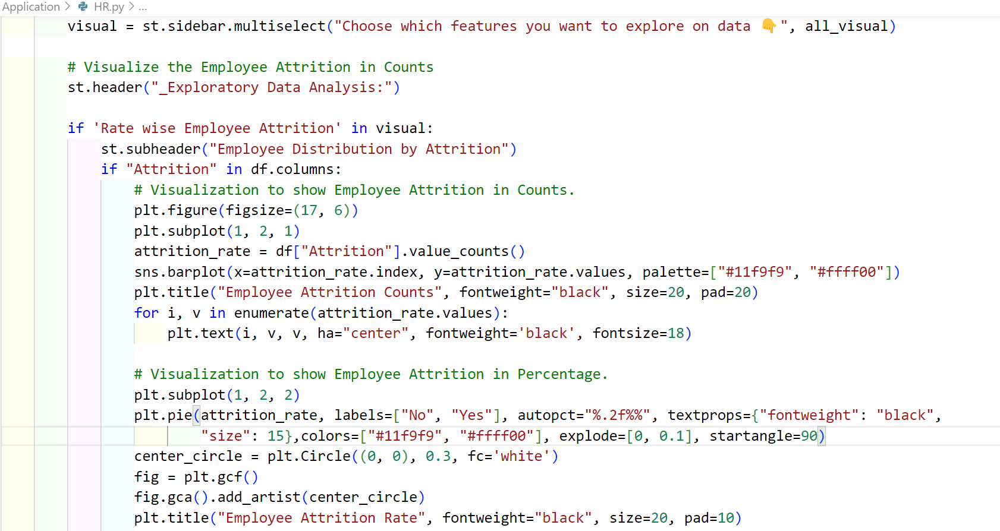 Application > HR.py > ...
visual = st.sidebar.multiselect("Choose which features you want to explore on data 👇", all_visual)
# Visualize the Employee Attrition in Counts
st.header("_Exploratory Data Analysis:")
if 'Rate wise Employee Attrition' in visual:
st.subheader("Employee Distribution by Attrition")
if "Attrition" in df.columns:
# Visualization to show Employee Attrition in Counts.
plt.figure(figsize=(17, 6))
plt.subplot(1, 2, 1)
attrition_rate = df["Attrition"].value_counts()
sns.barplot(x=attrition_rate.index, y=attrition_rate.values, palette=["#11f9f9", "#ffff00"])
plt.title("Employee Attrition Counts", fontweight="black", size=20, pad=20)
for i, v in enumerate(attrition_rate.values):
plt.text(i, v, v, ha="center", fontweight='black', fontsize=18)
# Visualization to show Employee Attrition in Percentage.
plt.subplot(1, 2, 2)
plt.pie(attrition_rate, labels=["No", "Yes"], autopct="%.2f%%", textprops={"fontweight": "black",
"size": 15},colors=["#11f9f9", "#ffff00"], explode=[0, 0.1], startangle=90)
center_circle = plt.Circle((0, 0), 0.3, fc='white')
fig = plt.gcf()
fig.gca().add_artist(center_circle)
plt.title("Employee Attrition Rate", fontweight="black", size=20, pad=10)